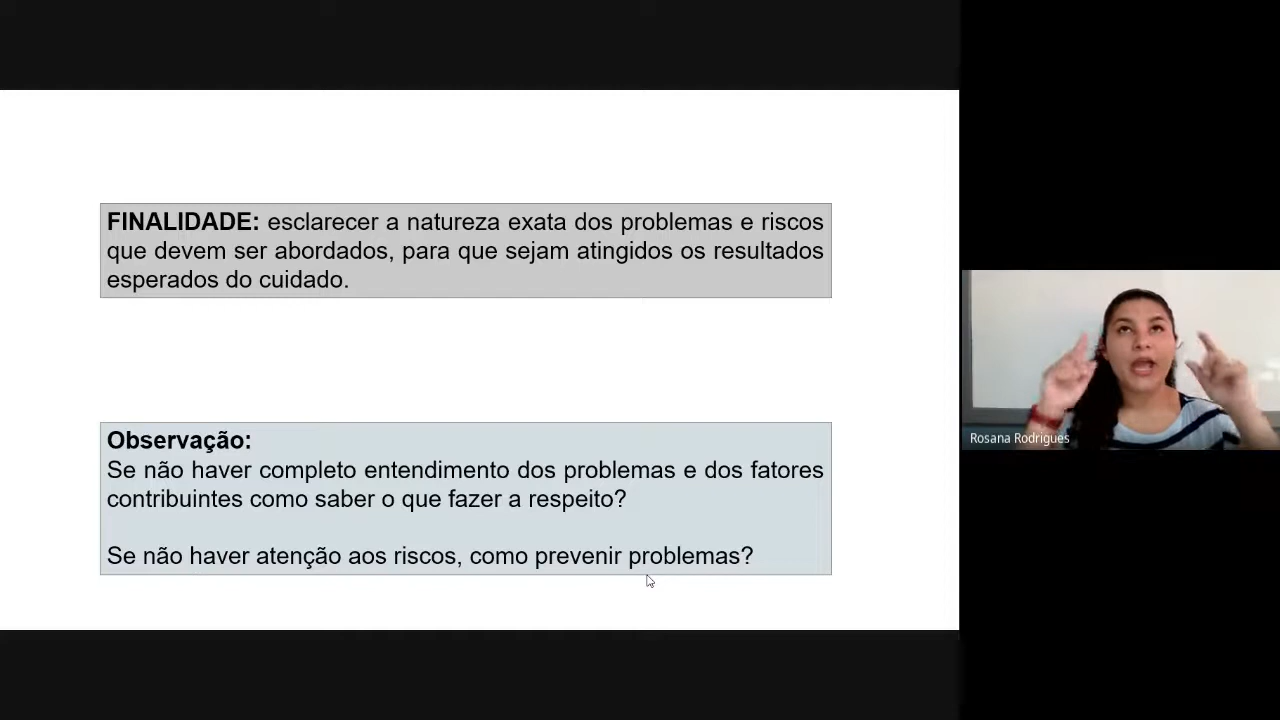 FINALIDADE: esclarecer a natureza exata dos problemas e riscos
que devem ser abordados, para que sejam atingidos os resultados
esperados do cuidado.
Observação:
Se não haver completo entendimento dos problemas e dos fatores
contribuintes como saber o que fazer a respeito?
Se não haver atenção aos riscos, como prevenir problemas?
Rosana Rodrigues